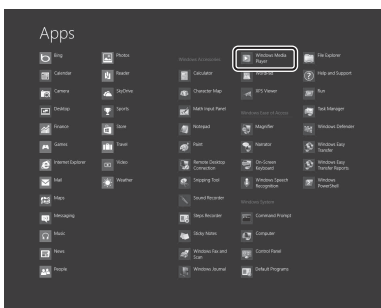 Apps
Bing
Calendar
Camera
Desktop
Finance
Games
Internet Explorer
Mail
Maps
Messaging
Music
News
People
Photos
Reader
SkyDrive
Sports
Store
Travel
Video
Weather
Windows Accessories
Calculator
Character Map
Math Input Panel
Notepad
Paint
Remote Desktop
Connection
Snipping Tool
Sound Recorder
Steps Recorder
Sticky Notes
Windows Fax and
Scan
Windows Journal
Windows Media
Player
WordPad
XPS Viewer
Windows Ease of Access
Magnifier
Narrator
On-Screen
Keyboard
Windows Speech
Recognition
Windows System
Command Prompt
Computer
Control Panel
Default Programs
File Explorer
Help and Support
Run
Task Manager
Windows Defender
Windows Easy
Transfer
Windows Easy
Transfer Reports
Windows
PowerShell